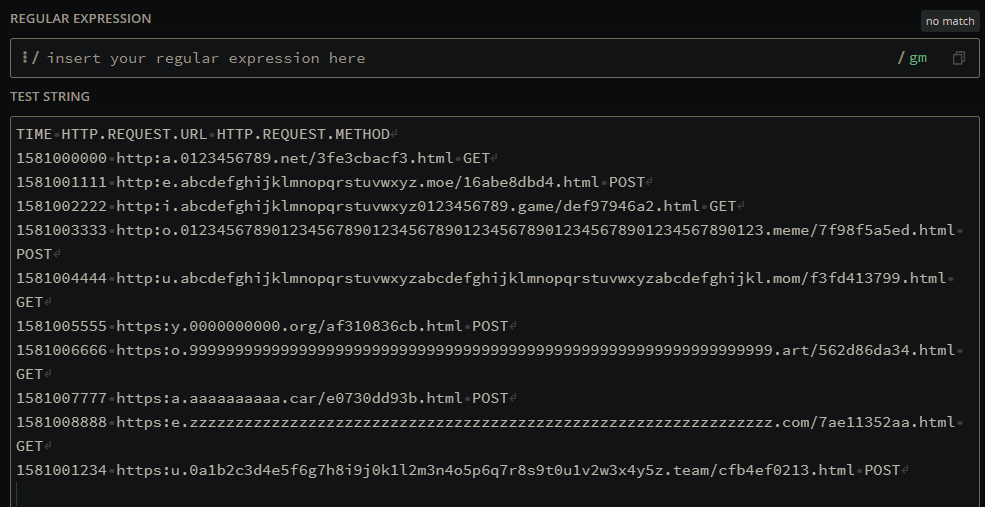 REGULAR EXPRESSION
no match
/ insert your regular expression here / gm
TEST STRING
TIME HTTP.REQUEST.URL HTTP.REQUEST.METHOD
1581000000 http:a.0123456789.net/3fe3cbacf3.html GET
1581001111 http:e.abcdefghijklmnopqrstuvwxyz.moe/16abe8dbd4.html POST
1581002222 http:i.abcdefghijklmnopqrstuvwxyz0123456789.game/def97946a2.html GET
1581003333 http:o.0123456789012345678901234567890123456789012345678901234567890123.meme/7f98f5a5ed.html
POST
1581004444 http:u.abcdefghijklmnopqrstuvwxyzabcdefghijklmnopqrstuvwxyzabcdefghijkl.mom/f3fd413799.html
GET
1581005555 https:y.0000000000.org/af310836cb.html POST
1581006666 https:o.9999999999999999999999999999999999999999999999999999999999999999.art/562d86da34.html
GET
1581007777 https:a.aaaaaaaaaa.car/e0730dd93b.html POST
1581008888 https:e.zzzzzzzzzzzzzzzzzzzzzzzzzzzzzzzzzzzzzzzzzzzzzzzzzzzzzzzzzzzzzzzz.com/7ae11352aa.html
GET
1581001234 https:u.0a1b2c3d4e5f6g7h8i9j0k1l2m3n4o5p6q7r8s9t0u1v2w3x4y5z.team/cfb4ef0213.html POST